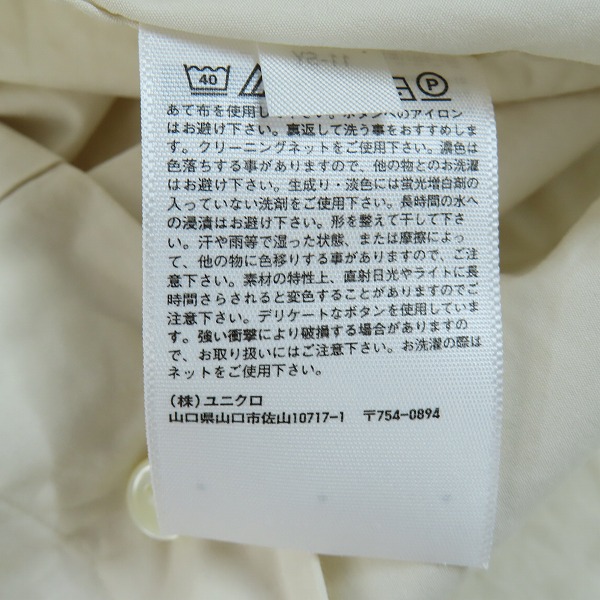 11-5Y
40
P
あて布を使用し下さい。ボタンへのアイロン
はお避け下さい。裏返して洗う事をおすすめしま
す。クリーニングネットをご使用下さい。濃色は
色落ちする事がありますので、他の物とのお洗濯
はお避け下さい。生成り・淡色には蛍光増白剤の
入っていない洗剤をご使用下さい。長時間の水へ
の浸漬はお避け下さい。形を整えて干して下さ
い。汗や雨等で湿った状態、または摩擦によっ
て、他の物に色移りする事がありますので、ご注
意下さい。素材の特性上、直射日光やライトに長
時間さらされると変色することがありますのでご
注意下さい。デリケートなボタンを使用していま
す。強い衝撃により破損する場合がありますの
で、お取り扱いにはご注意下さい。お洗濯の際は
ネットをご使用下さい。
(株)ユニクロ
山口県山口市佐山10717-1 〒754-0894